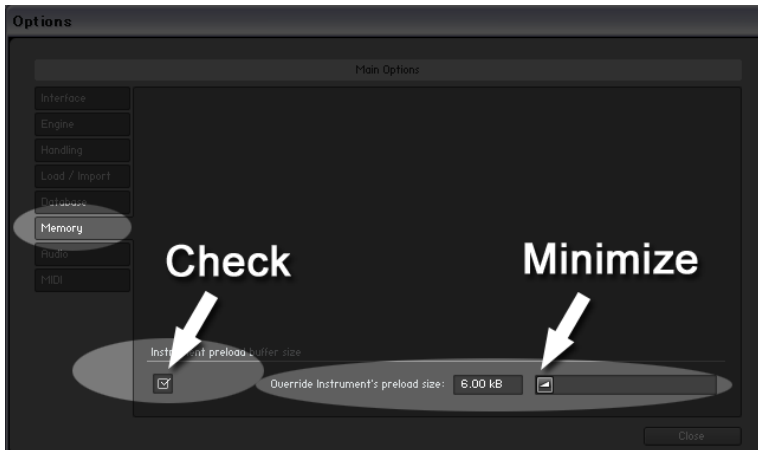 Options
Main Options
Interface
Engine
Handling
Load / Import
Database
Memory
Audio
MIDI
Check
Minimize
Instrument preload buffer size
Override Instrument's preload size: 6.00 kB
Close